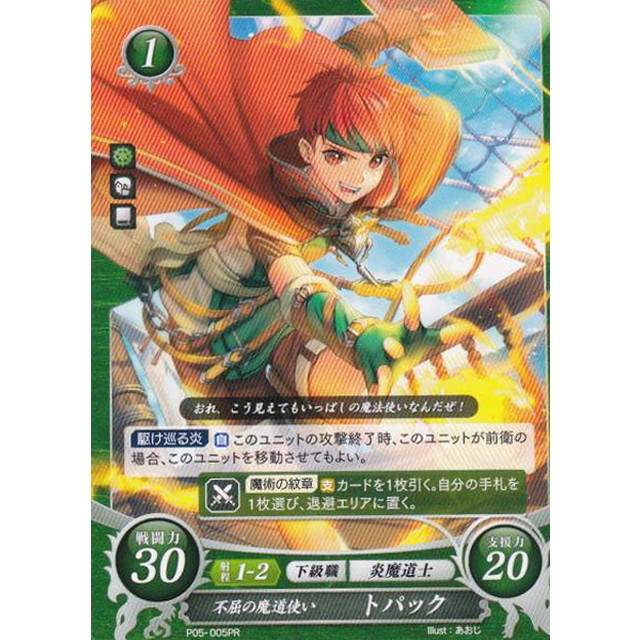 1
おれ、こう見えてもいっぱしの魔法使いなんだぜ!
駆け巡る炎 自 このユニットの攻撃終了時、このユニットが前衛の
場合、このユニットを移動させてもよい。
魔術の紋章 支 カードを1枚引く。自分の手札を
1枚選び、退避エリアに置く。
戦闘力
30
射程 1-2 下級職 炎魔道士
支援力
20
不屈の魔道使い トパック
P05-005PR
Illust:あおじ